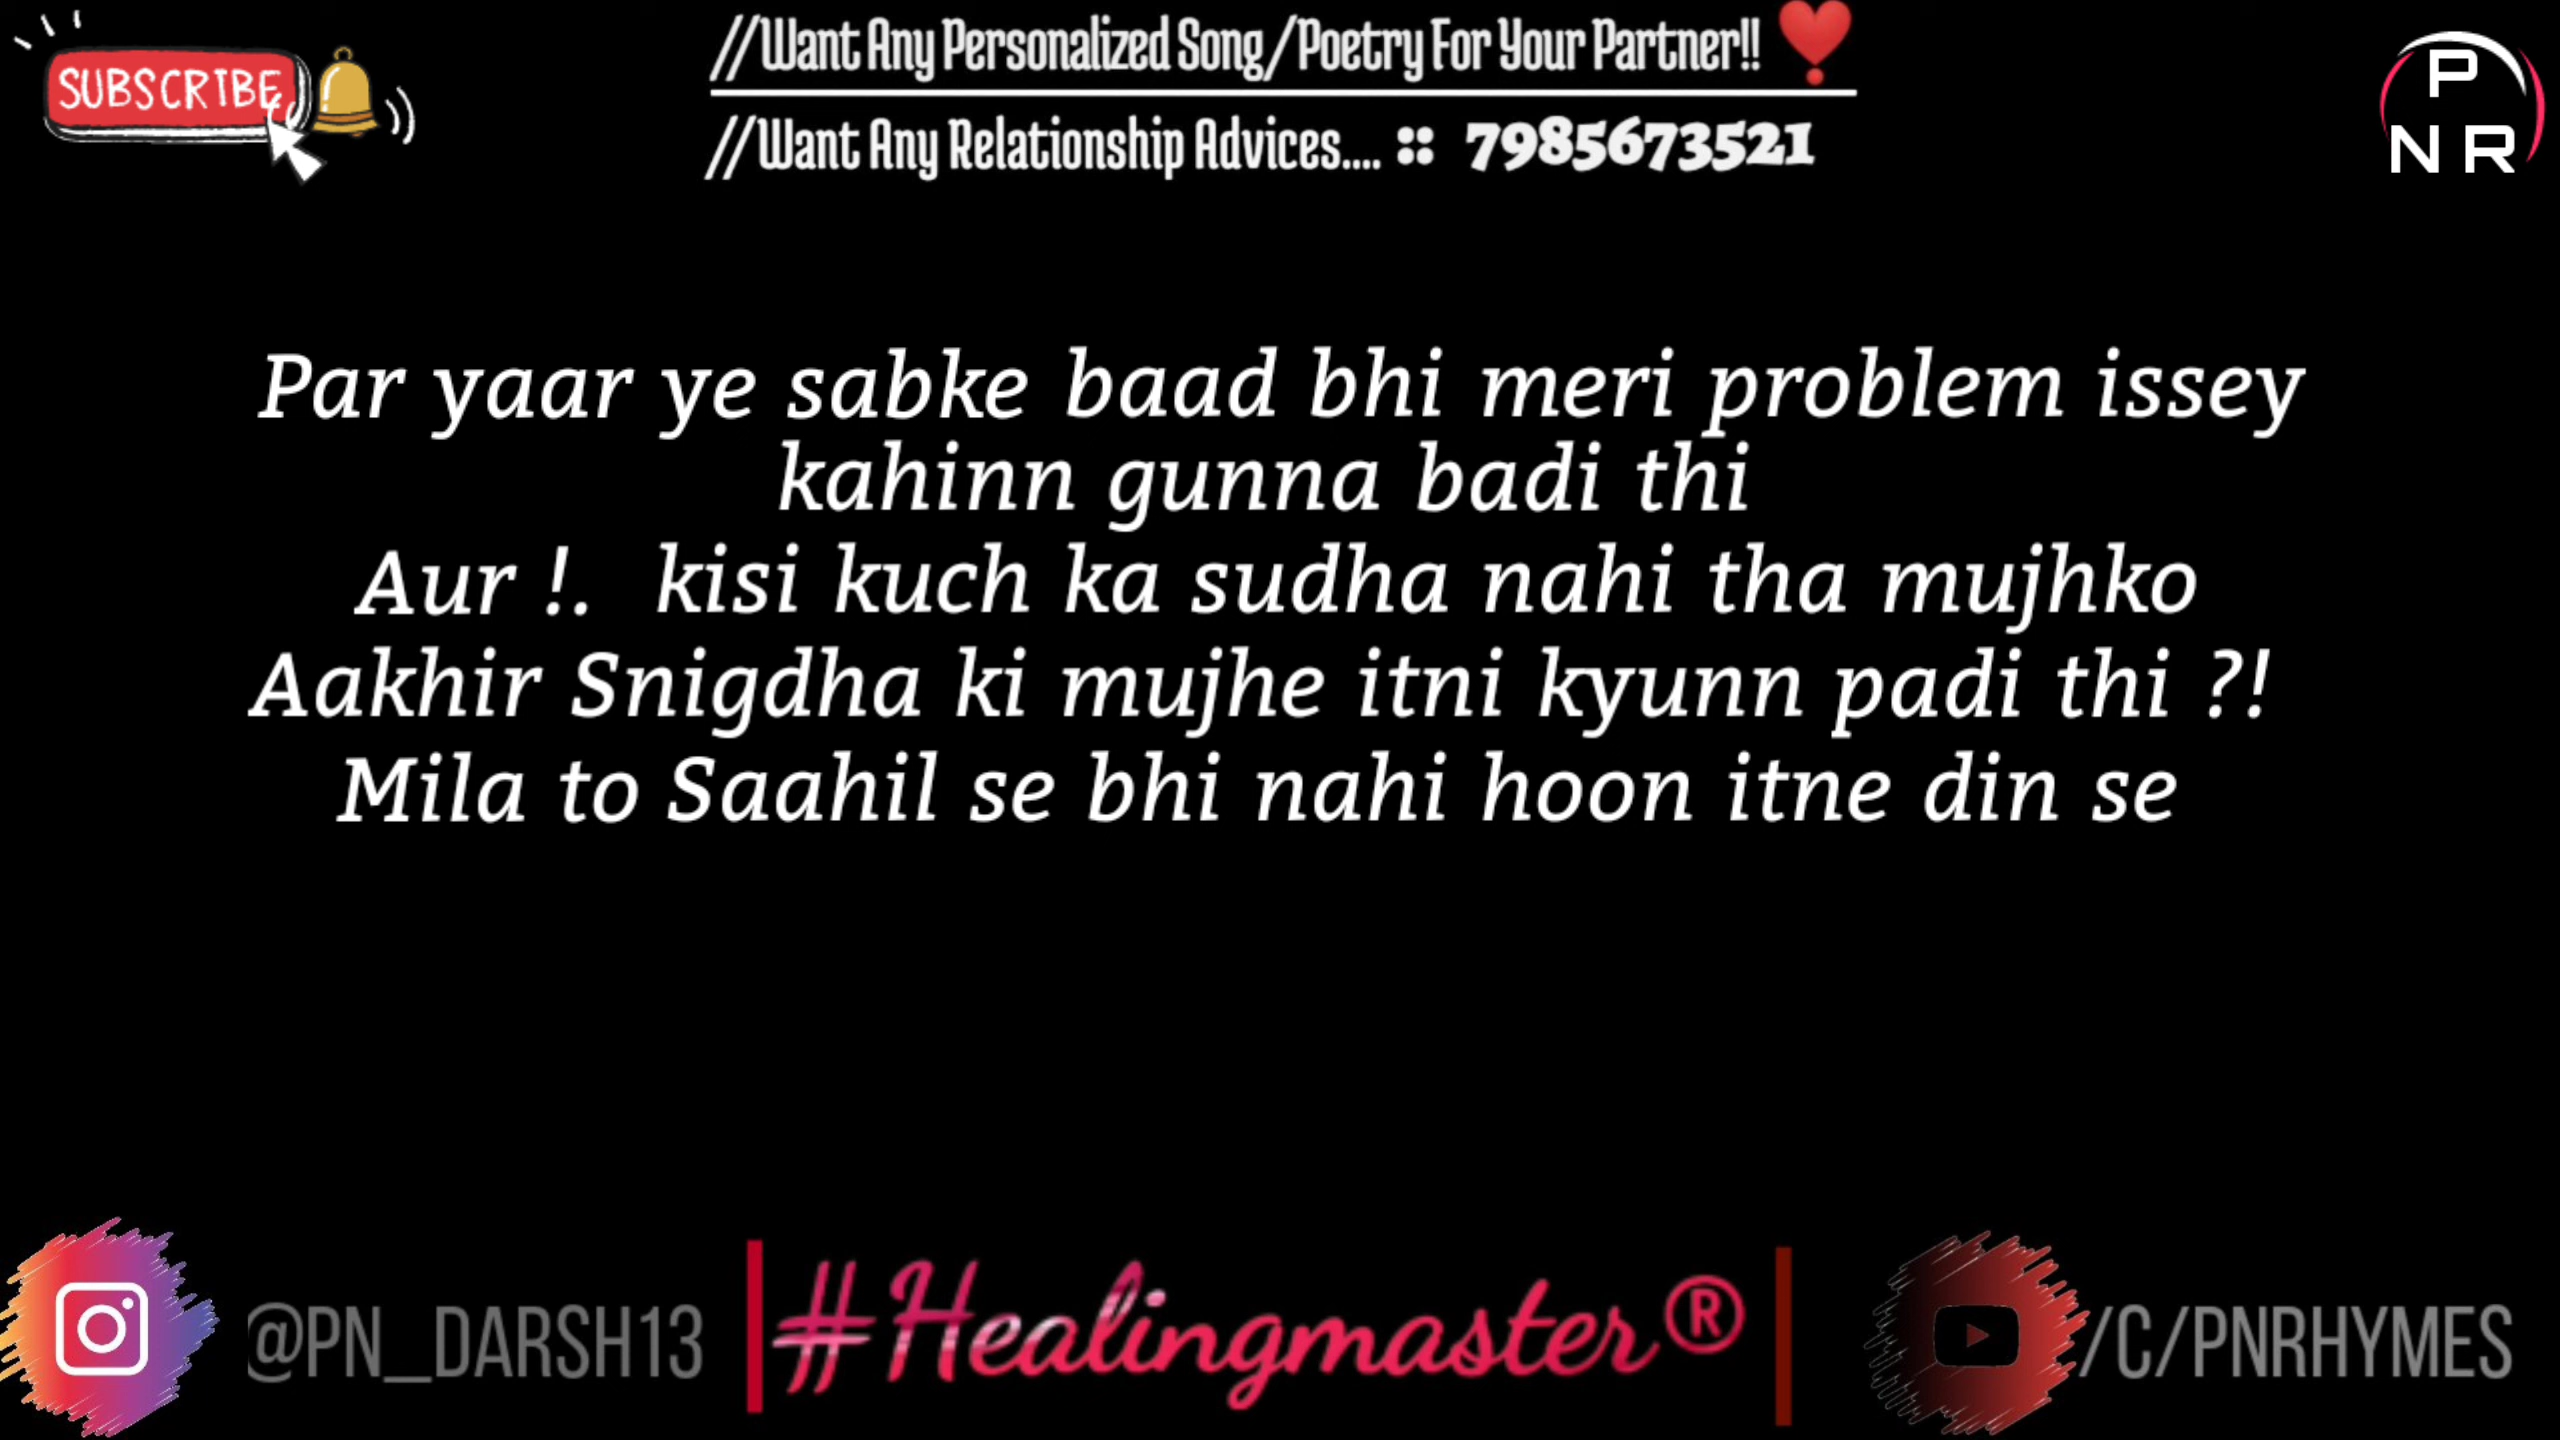 SUBSCRIBE
//Want Any Personalized Song/Poetry For Your Partner!! ❣
//Want Any Relationship Advices.... :: 7985673521
P
N R
Par yaar ye sabke baad bhi meri problem issey
kahinn gunna badi thi
Aur !. kisi kuch ka sudha nahi tha mujhko
Aakhir Snigdha ki mujhe itni kyunn padi thi ?!
Mila to Saahil se bhi nahi hoon itne din se
@PN_DARSH13
#Healingmaster®
/C/PNRHYMES